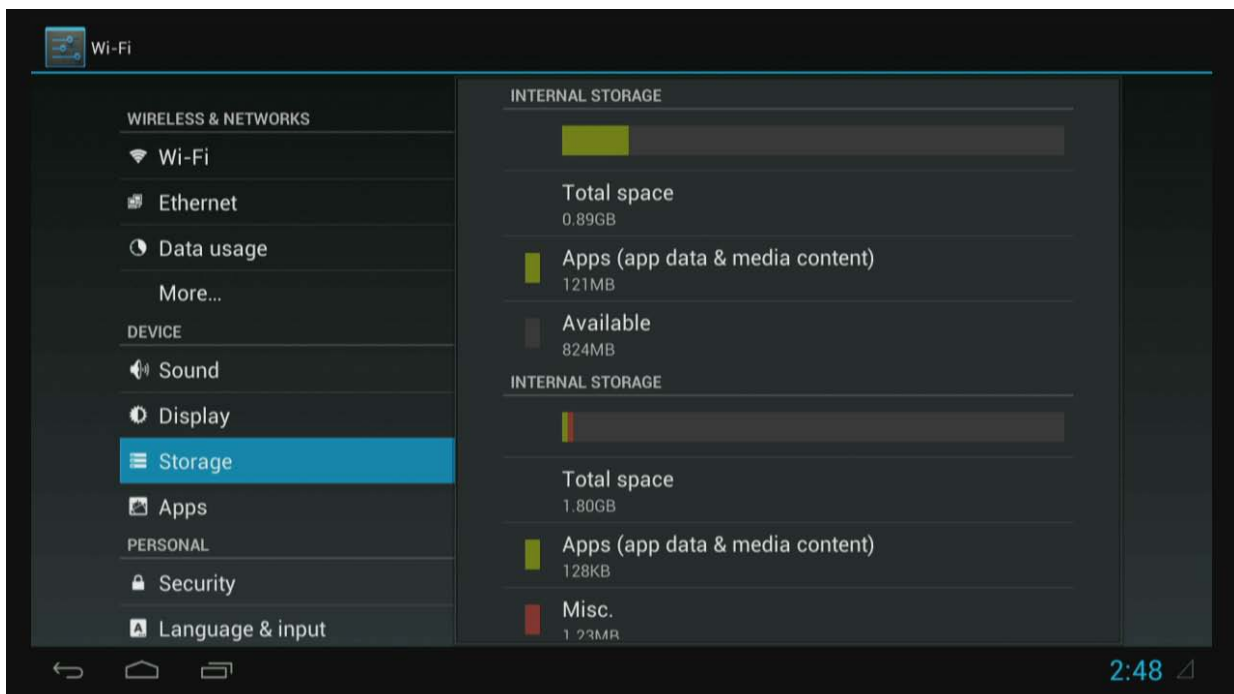 Wi-Fi
WIRELESS & NETWORKS
Wi-Fi
Ethernet
Data usage
More...
DEVICE
Sound
Display
Storage
Apps
PERSONAL
Security
Language & input
INTERNAL STORAGE
Total space
0.89GB
Apps (app data & media content)
121MB
Available
824MB
INTERNAL STORAGE
Total space
1.80GB
Apps (app data & media content)
128KB
Misc.
1.23MB
2:48